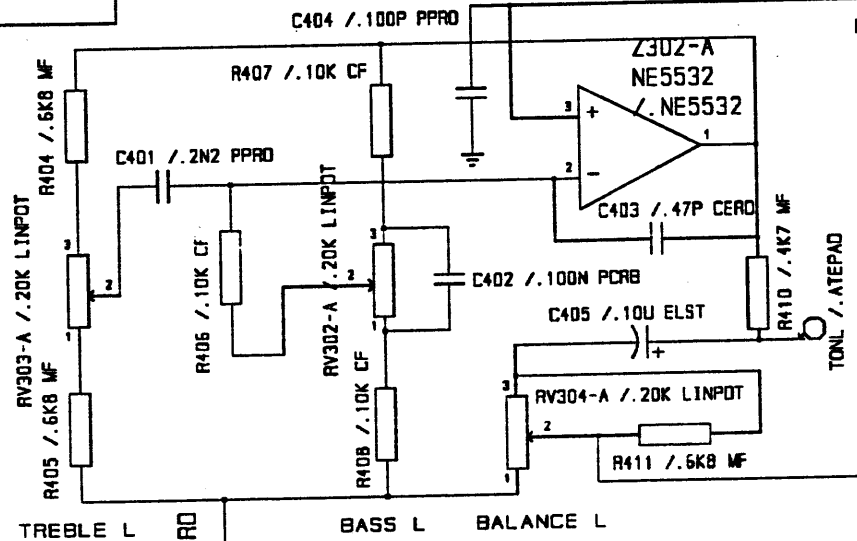 C404 /.100P PPRO
Z302-A
NE5532
/.NE5532
R407 /.10K CF
R404 /.6K8 MF
C401 /.2N2 PPRO
3
+
1
2
-
C403 /.47P CERD
RV303-A /.20K LINPOT
3
2
1
R406 /.10K CF
RV302-A /.20K LINPOT
3
2
1
C402 /.100N PCRB
R410 /.4K7 MF
TONL /.ATEPAD
C405 /.10U ELST
+
R405 /.6K8 MF
R408 /.10K CF
3
RV304-A /.20K LINPOT
2
1
R411 /.6K8 MF
TREBLE L
BASS L
BALANCE L